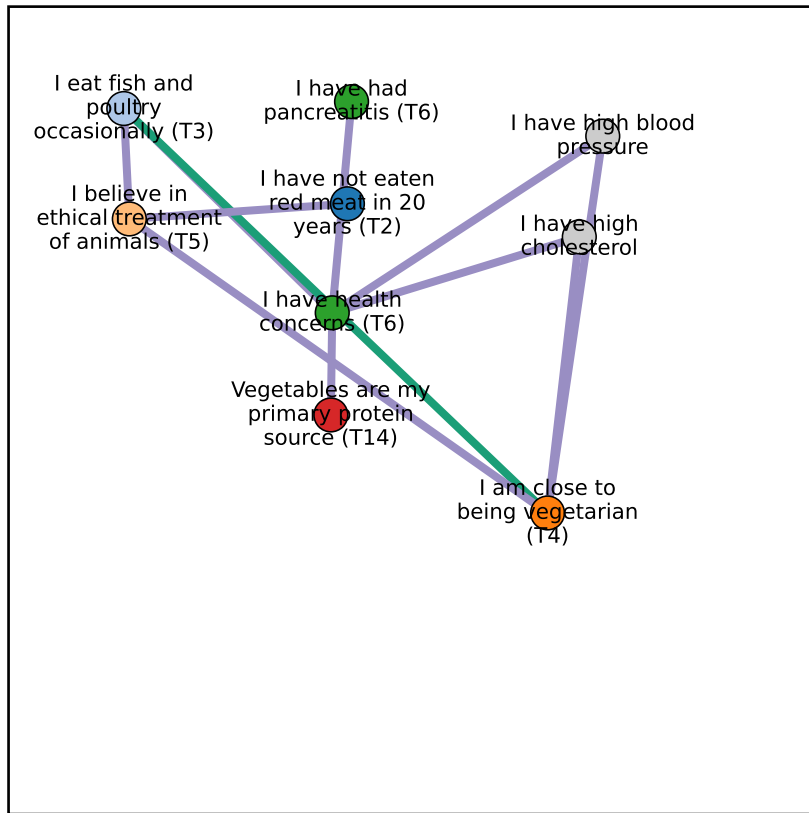 I eat fish and
poultry
occasionally (T3)
I have had
pancreatitis (T6)
I have high blood
pressure
I believe in
ethical treatment
of animals (T5)
I have not eaten
red meat in 20
years (T2)
I have high
cholesterol
I have health
concerns (T6)
Vegetables are my
primary protein
source (T14)
I am close to
being vegetarian
(T4)